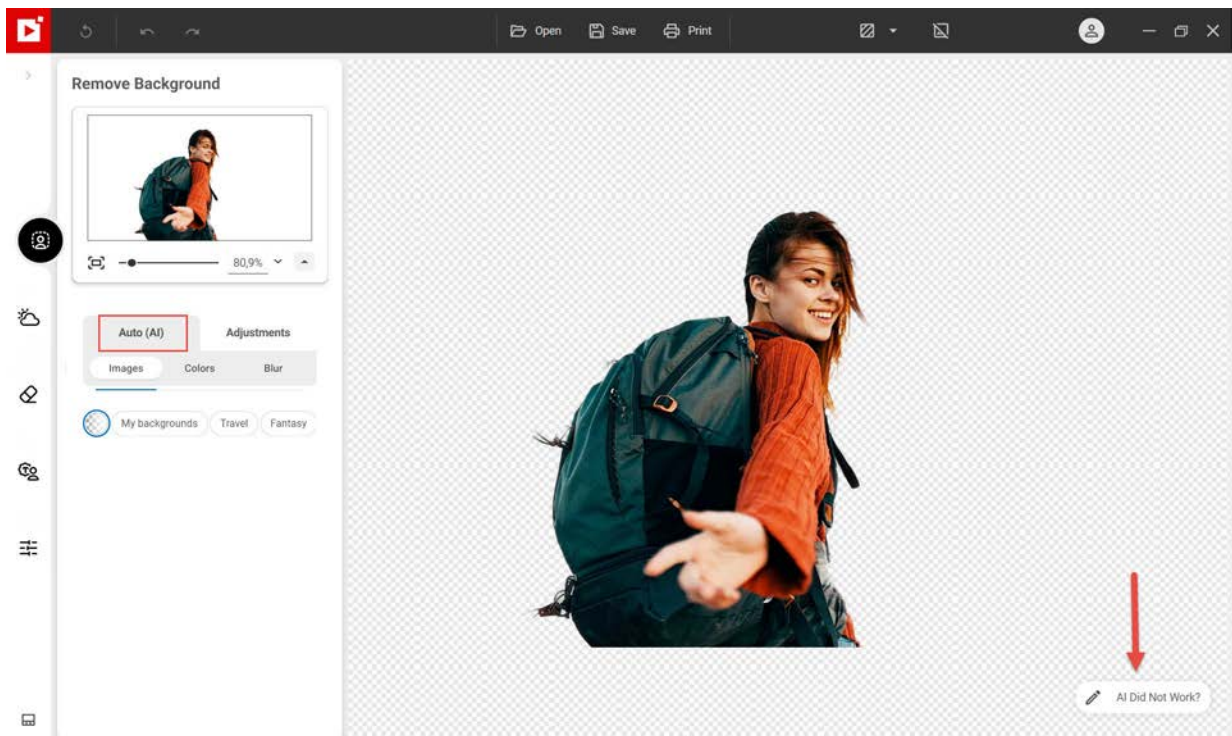 Open Save Print
Remove Background
80,9%
Auto (AI) Adjustments
Images Colors Blur
My backgrounds Travel Fantasy
AI Did Not Work?